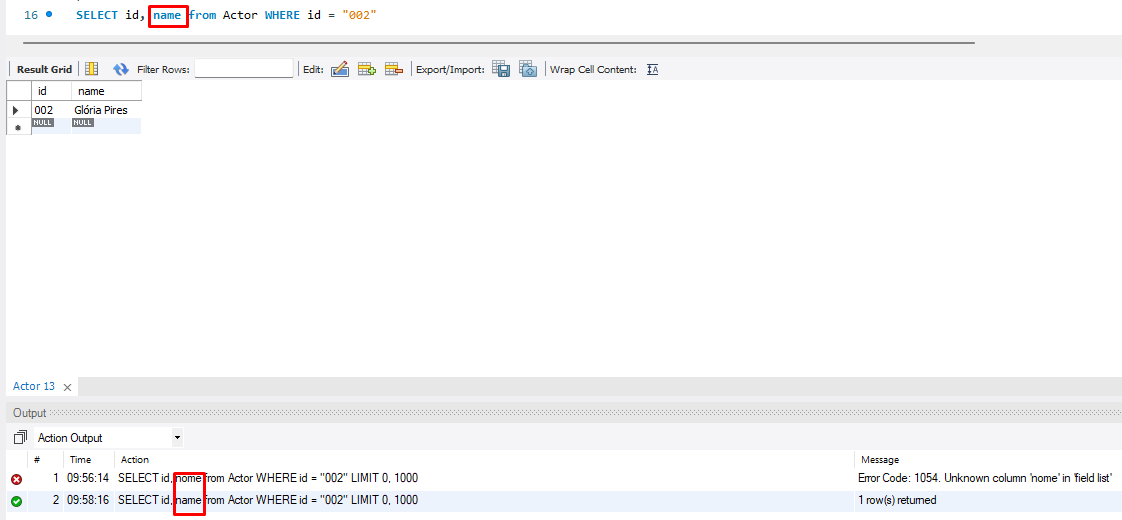 16 SELECT id, name from Actor WHERE id = "002"
Result Grid Filter Rows: Edit: Export/Import: Wrap Cell Content:
id name
002 Glória Pires
NULL NULL
Actor 13
Output
Action Output
# Time Action Message
1 09:56:14 SELECT id, nome from Actor WHERE id = "002" LIMIT 0, 1000 Error Code: 1054. Unknown column 'nome' in 'field list'
2 09:58:16 SELECT id, name from Actor WHERE id = "002" LIMIT 0, 1000 1 row(s) returned